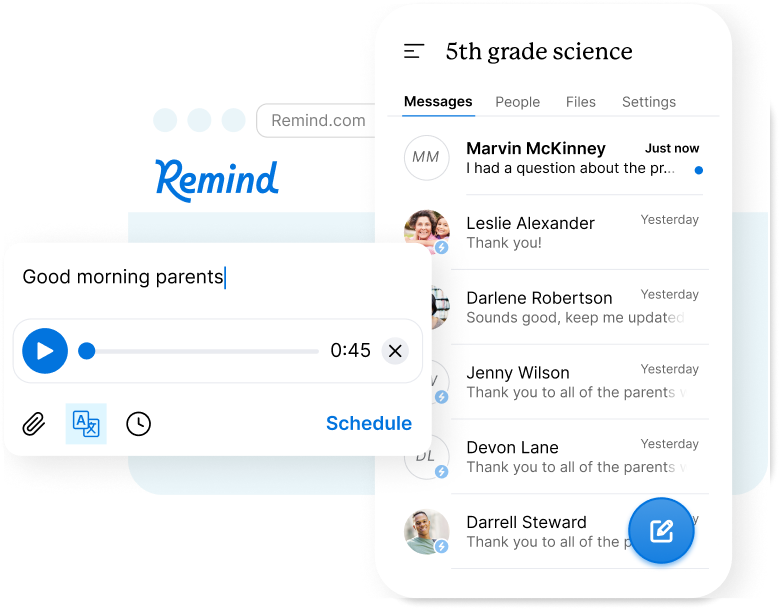 5th grade science
Messages People Files Settings
Remind.com
Remind
MM
Marvin McKinney
Just now
I had a question about the pr...
Leslie Alexander
Yesterday
Thank you!
Darlene Robertson
Yesterday
Sounds good, keep me updated
Jenny Wilson
Yesterday
Thank you to all of the parents
Devon Lane
Yesterday
Thank you to all of the parents
DL
Darrell Steward
Thank you to all of the
Good morning parents
0:45
Schedule